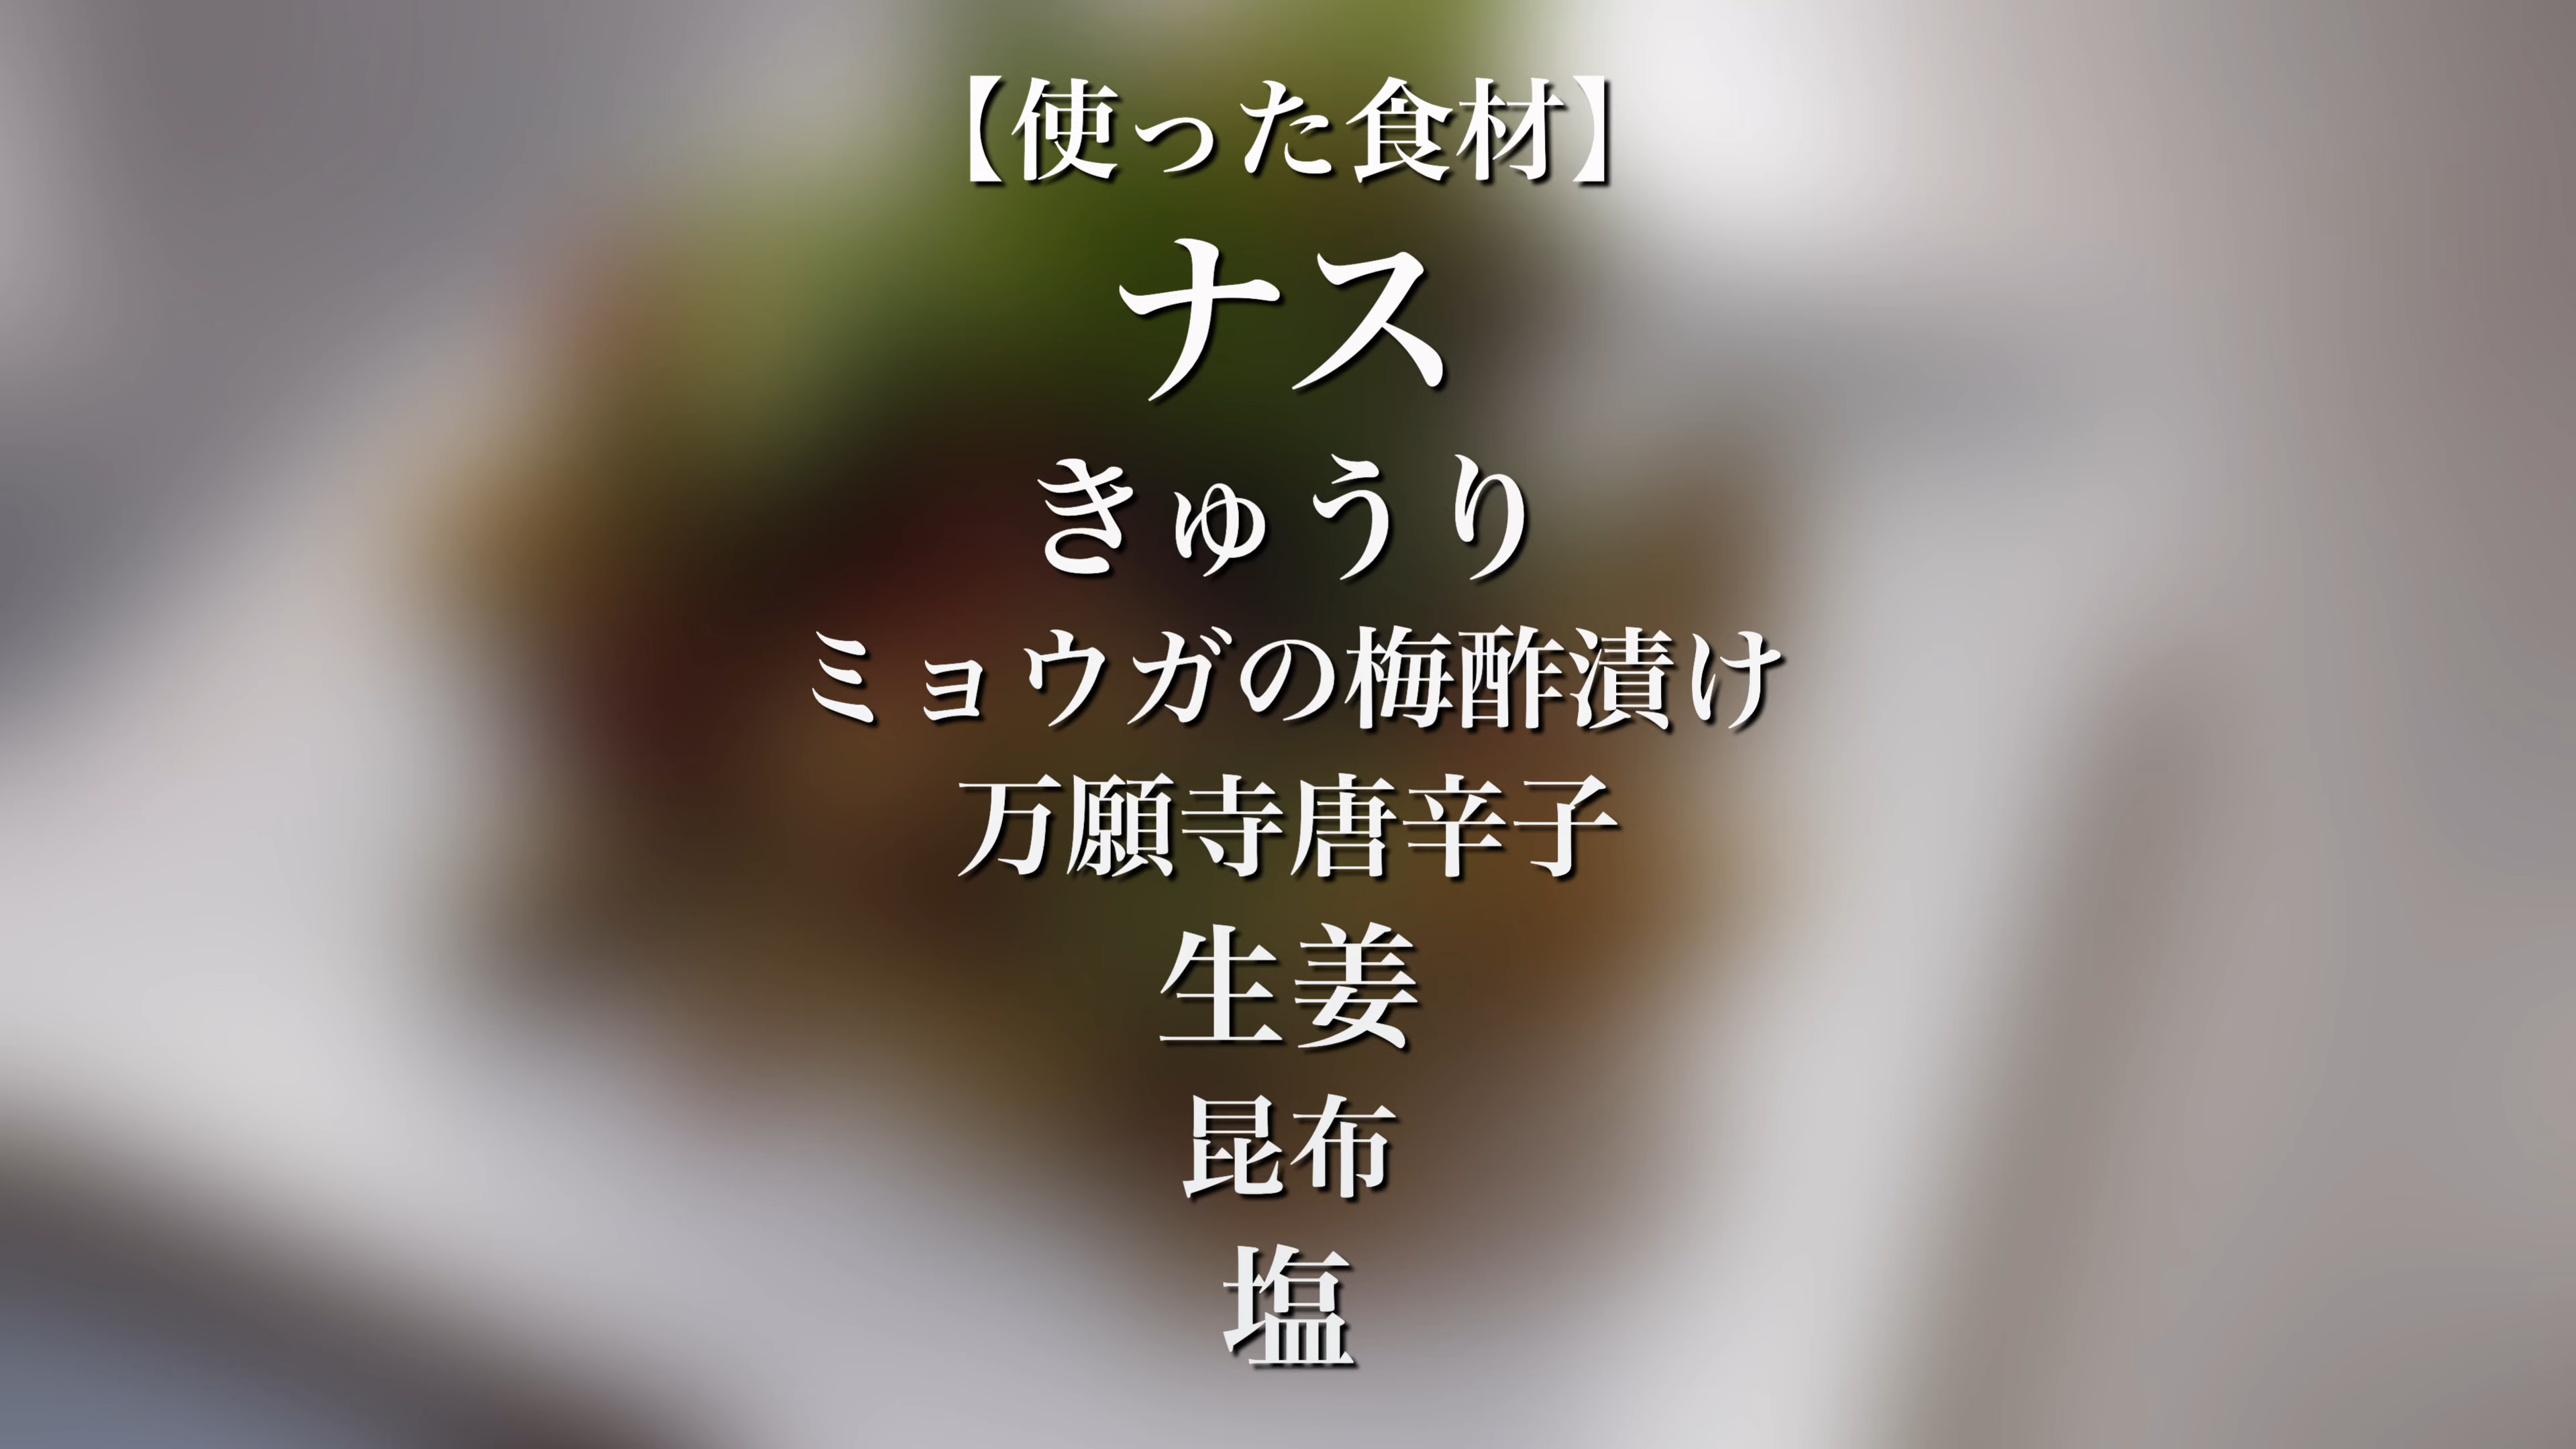 【使った食材】
ナス
きゅうり
ミョウガの梅酢漬け
万願寺唐辛子
生姜
昆布
塩